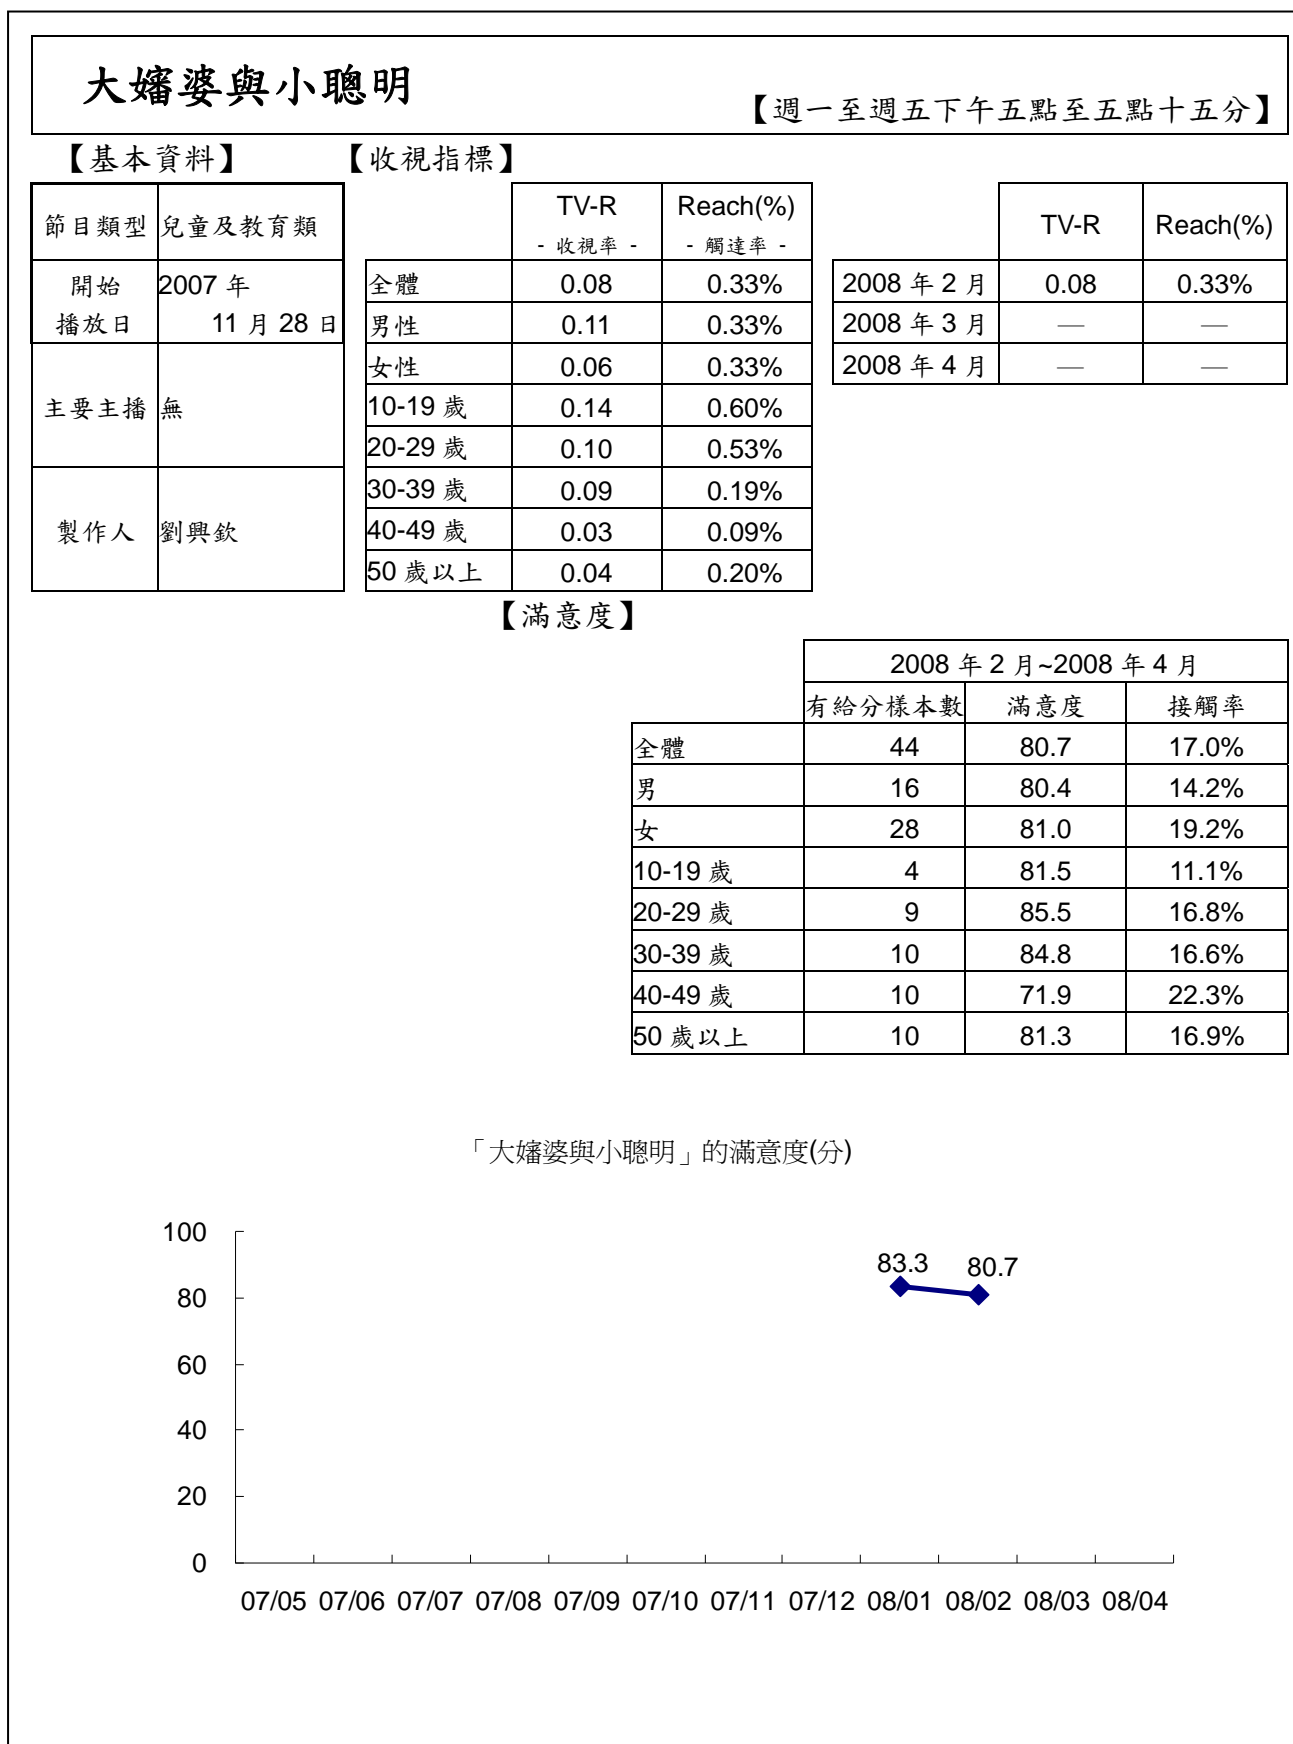 大嬸婆與小聰明
【週一至週五下午五點至五點十五分】
【基本資料】 【收視指標】
節目類型 兒童及教育類
開始播放日 2007 年 11 月 28 日
主要主播 無
製作人 劉興欽
TV-R - 收視率 - Reach(%) - 觸達率 -
全體 0.08 0.33%
男性 0.11 0.33%
女性 0.06 0.33%
10-19 歲 0.14 0.60%
20-29 歲 0.10 0.53%
30-39 歲 0.09 0.19%
40-49 歲 0.03 0.09%
50 歲以上 0.04 0.20%
TV-R Reach(%)
2008 年 2 月 0.08 0.33%
2008 年 3 月 — —
2008 年 4 月 — —
【滿意度】
2008 年 2 月~2008 年 4 月
有給分樣本數 滿意度 接觸率
全體 44 80.7 17.0%
男 16 80.4 14.2%
女 28 81.0 19.2%
10-19 歲 4 81.5 11.1%
20-29 歲 9 85.5 16.8%
30-39 歲 10 84.8 16.6%
40-49 歲 10 71.9 22.3%
50 歲以上 10 81.3 16.9%
「大嬸婆與小聰明」的滿意度(分)
100
83.3 80.7
80
60
40
20
0
07/05 07/06 07/07 07/08 07/09 07/10 07/11 07/12 08/01 08/02 08/03 08/04